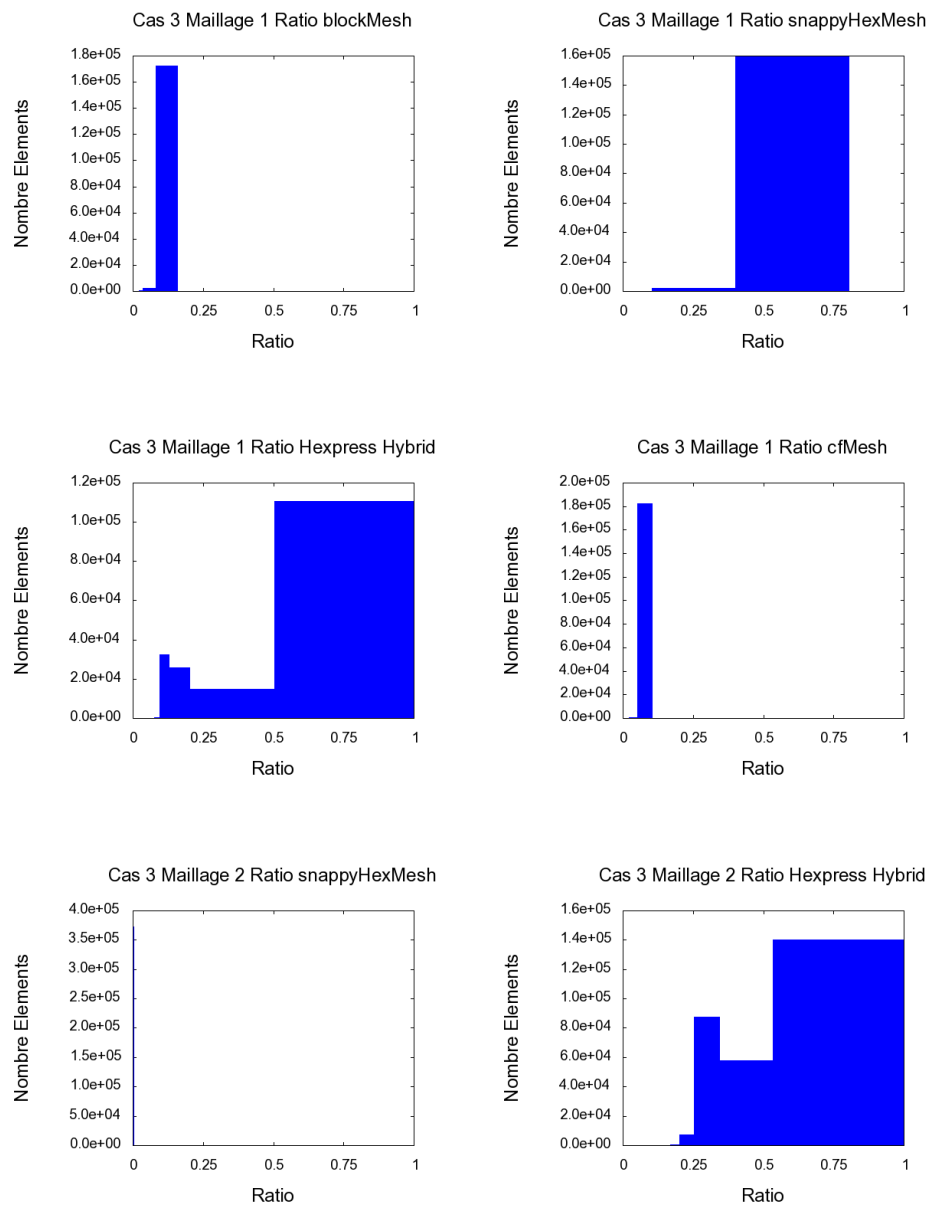 Cas 3 Maillage 1 Ratio blockMesh
Nombre Elements
1.8e+05
1.6e+05
1.4e+05
1.2e+05
1.0e+05
8.0e+04
6.0e+04
4.0e+04
2.0e+04
0.0e+00
0 0.25 0.5 0.75 1
Ratio
Cas 3 Maillage 1 Ratio snappyHexMesh
Nombre Elements
1.6e+05
1.4e+05
1.2e+05
1.0e+05
8.0e+04
6.0e+04
4.0e+04
2.0e+04
0.0e+00
0 0.25 0.5 0.75 1
Ratio
Cas 3 Maillage 1 Ratio Hexpress Hybrid
Nombre Elements
1.2e+05
1.0e+05
8.0e+04
6.0e+04
4.0e+04
2.0e+04
0.0e+00
0 0.25 0.5 0.75 1
Ratio
Cas 3 Maillage 1 Ratio cfMesh
Nombre Elements
2.0e+05
1.8e+05
1.6e+05
1.4e+05
1.2e+05
1.0e+05
8.0e+04
6.0e+04
4.0e+04
2.0e+04
0.0e+00
0 0.25 0.5 0.75 1
Ratio
Cas 3 Maillage 2 Ratio snappyHexMesh
Nombre Elements
4.0e+05
3.5e+05
3.0e+05
2.5e+05
2.0e+05
1.5e+05
1.0e+05
5.0e+04
0.0e+00
0 0.25 0.5 0.75 1
Ratio
Cas 3 Maillage 2 Ratio Hexpress Hybrid
Nombre Elements
1.6e+05
1.4e+05
1.2e+05
1.0e+05
8.0e+04
6.0e+04
4.0e+04
2.0e+04
0.0e+00
0 0.25 0.5 0.75 1
Ratio